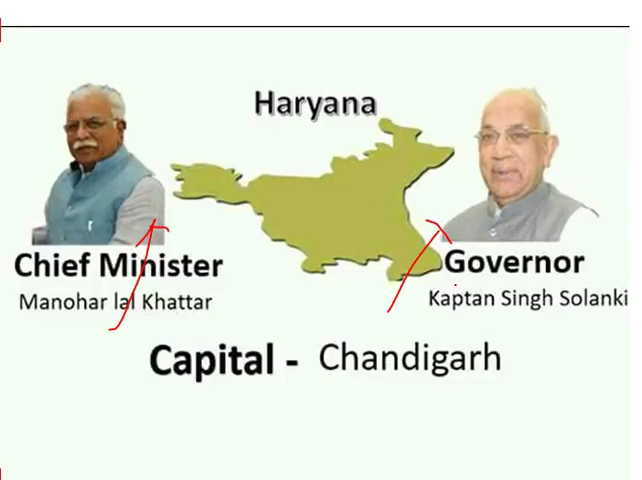 Haryana
Chief Minister
Manohar lal Khattar
Governor
Kaptan Singh Solanki
Capital - Chandigarh